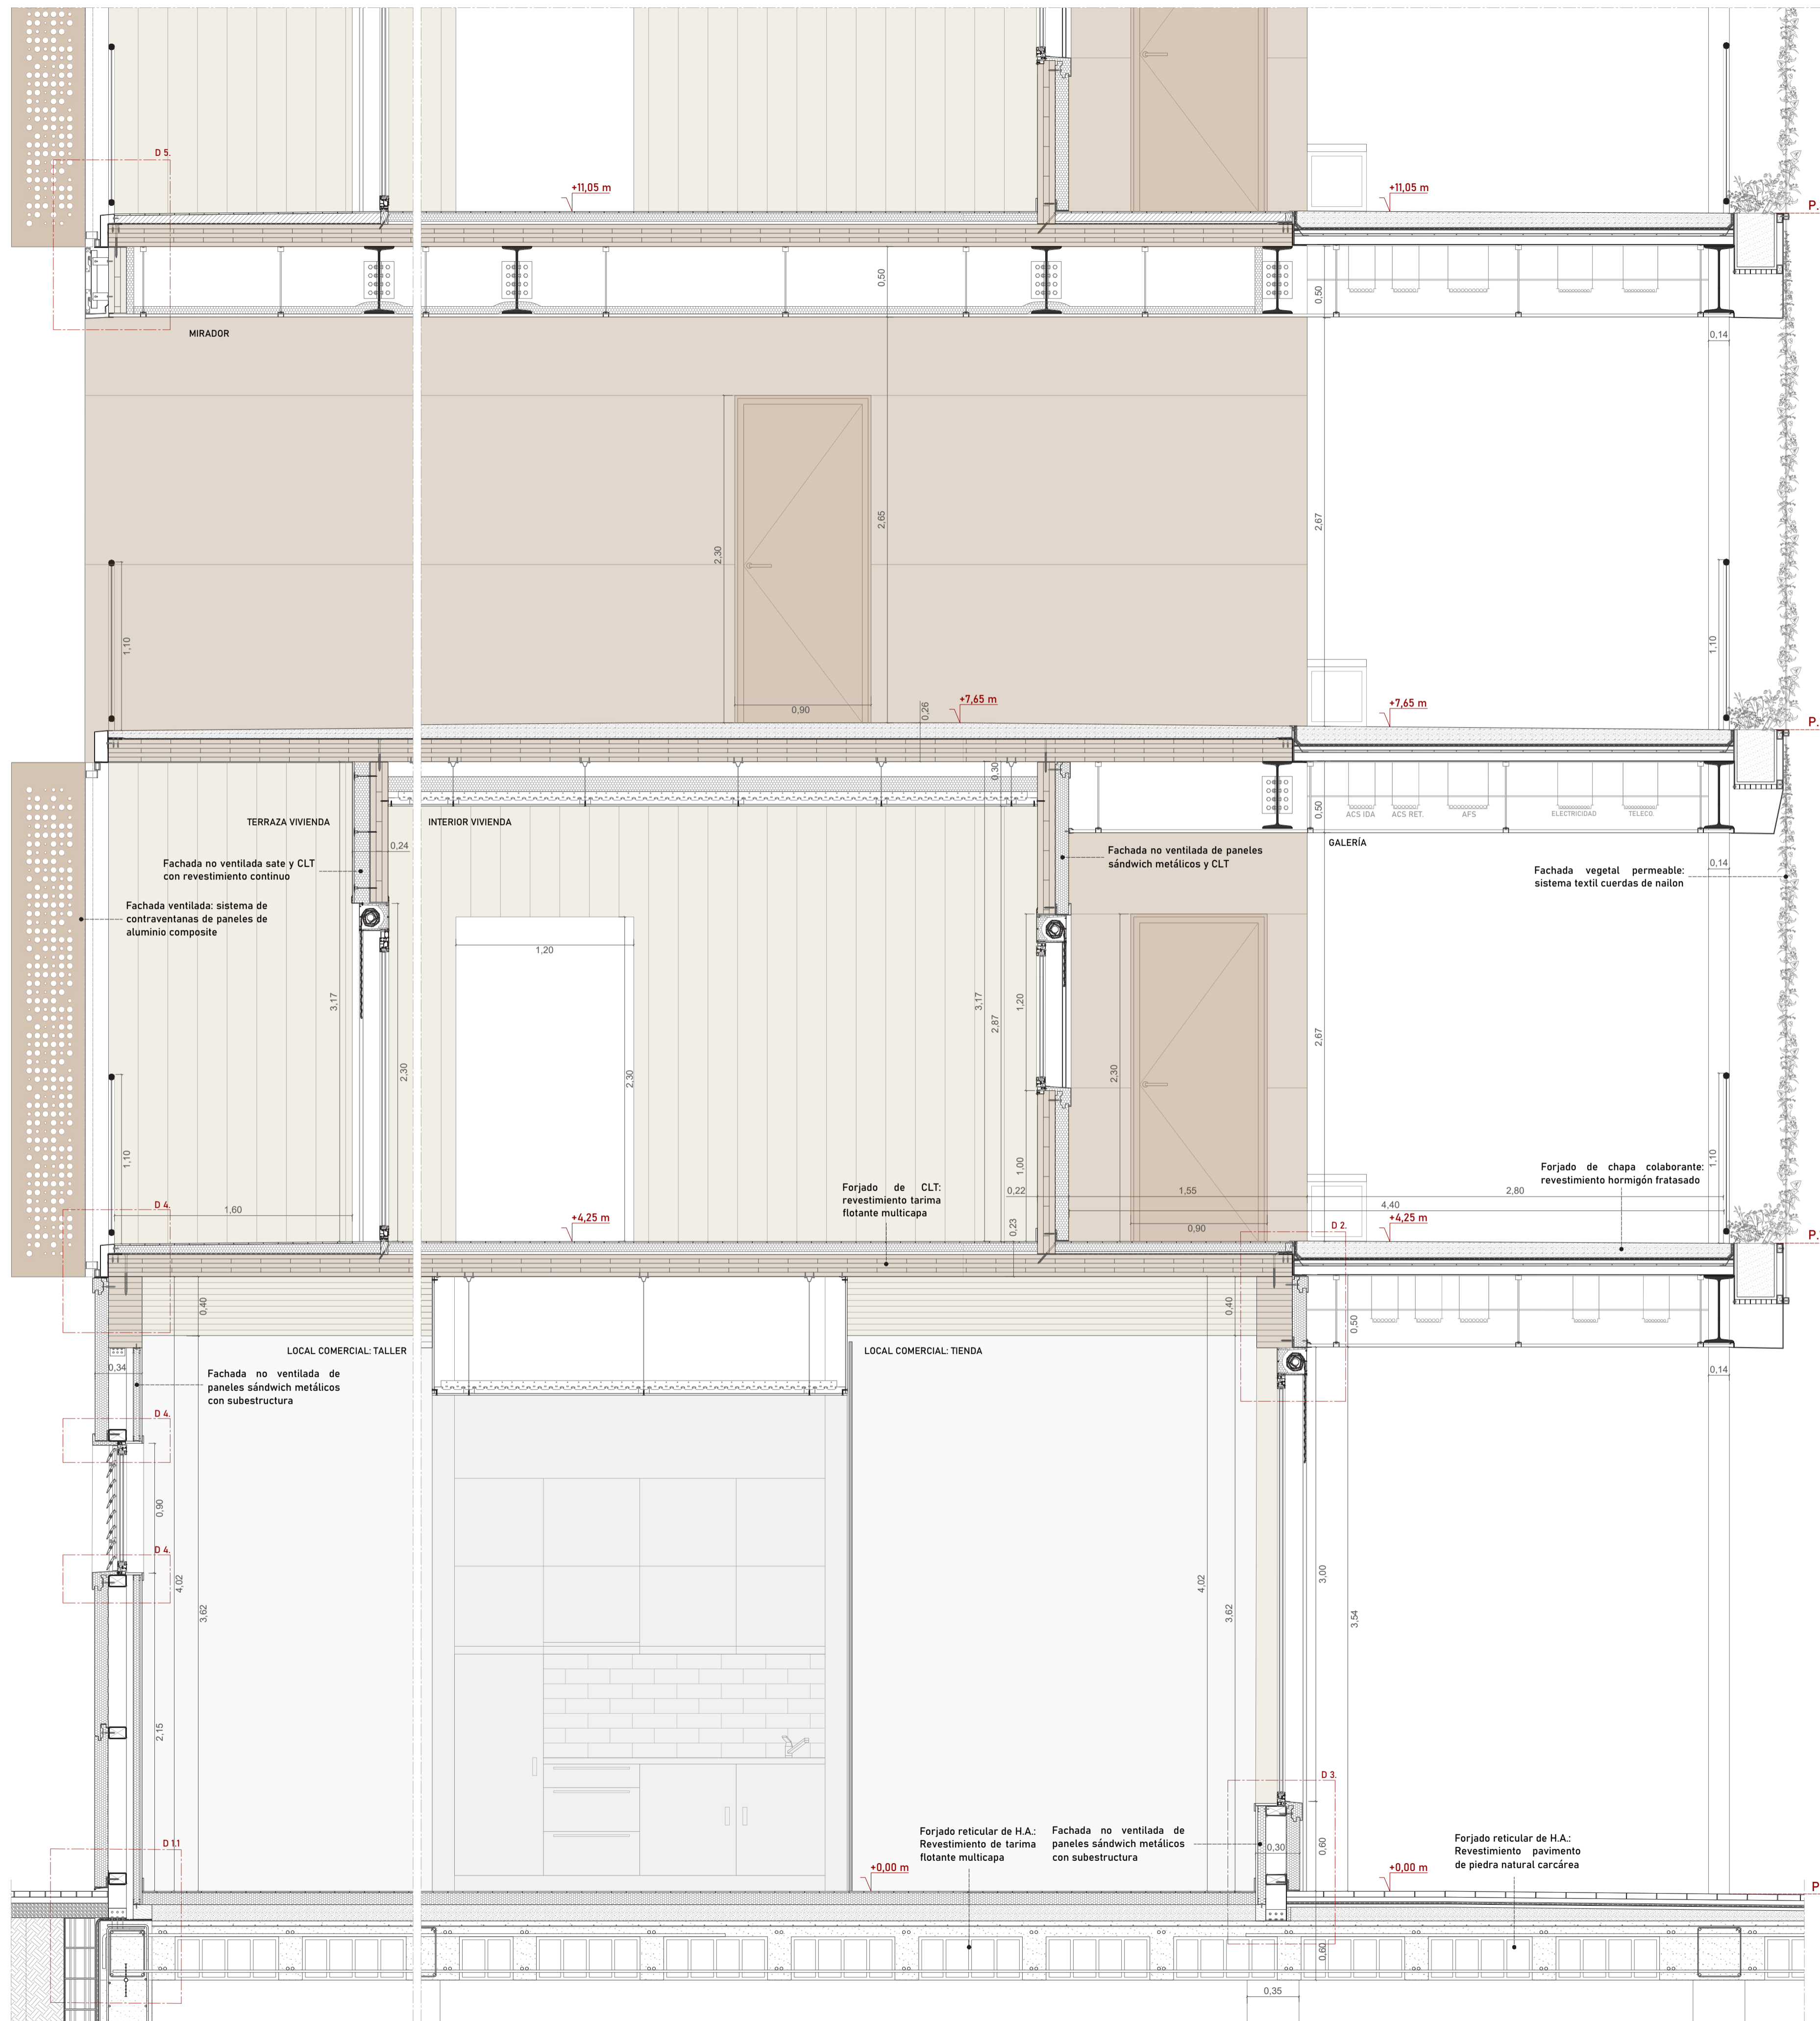 D 5.
+11,05 m
+11,05 m
P.
0,50
0,50
MIRADOR
0,14
2,65
2,67
2,30
1,10
1,10
0,90
+7,65 m
0,26
+7,65 m
P.
0,30
0,50
ACS IDA
ACS RET.
AFS
ELECTRICIDAD
TELECO.
TERRAZA VIVIENDA
INTERIOR VIVIENDA
GALERÍA
0,24
0,14
Fachada no ventilada sate y CLT
con revestimiento continuo
Fachada no ventilada de paneles
sándwich metálicos y CLT
Fachada vegetal permeable:
sistema textil cuerdas de nailon
Fachada ventilada: sistema de
contraventanas de paneles de
aluminio composite
1,20
3,17
2,30
2,30
3,17
2,87
1,20
2,30
2,67
1,10
1,00
1,10
Forjado de chapa colaborante:
revestimiento hormigón fratasado
Forjado de CLT:
revestimiento tarima
flotante multicapa
D 4.
1,60
0,22
1,55
2,80
4,40
+4,25 m
0,23
0,90
D 2.
+4,25 m
P.
0,40
0,40
0,50
LOCAL COMERCIAL: TALLER
LOCAL COMERCIAL: TIENDA
0,34
0,14
Fachada no ventilada de
paneles sándwich metálicos
con subestructura
D 4.
0,90
D 4.
4,02
3,62
4,02
3,62
3,00
3,54
2,15
D 3.
D 1.1
Forjado reticular de H.A.:
Revestimiento de tarima
flotante multicapa
Fachada no ventilada de
paneles sándwich metálicos
con subestructura
0,30
0,60
Forjado reticular de H.A.:
Revestimiento pavimento
de piedra natural carcárea
+0,00 m
+0,00 m
P
0,60
0,35